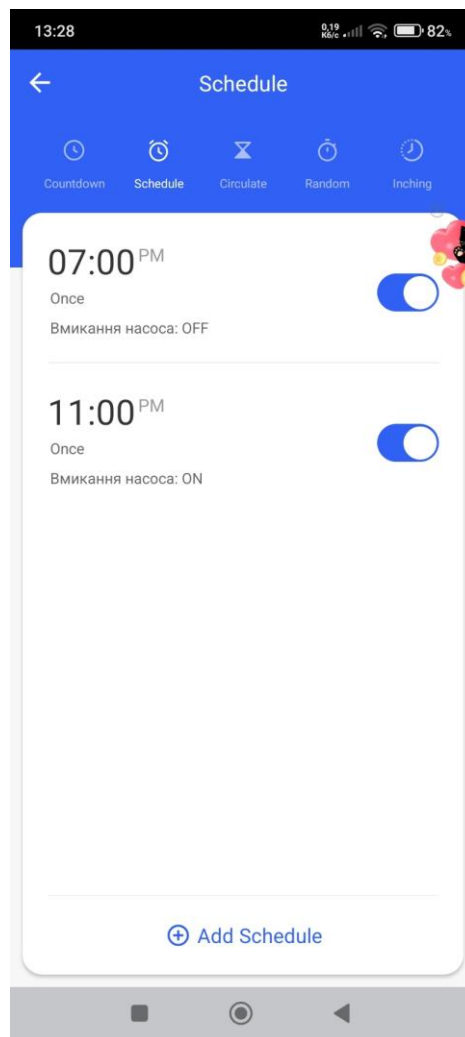 13:28
0,19
Кб/с
82%
Schedule
Countdown
Schedule
Circulate
Random
Inching
07:00 PM
Once
Вмикання насоса: OFF
11:00 PM
Once
Вмикання насоса: ON
Add Schedule